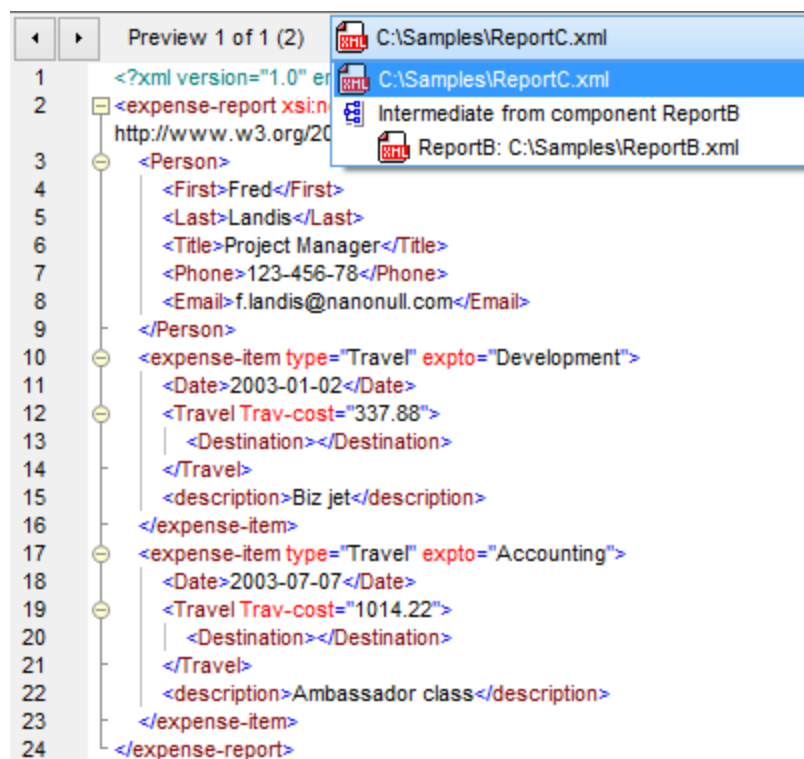 Preview 1 of 1 (2) C:\Samples\ReportC.xml
C:\Samples\ReportC.xml
Intermediate from component ReportB
ReportB: C:\Samples\ReportB.xml
1 <?xml version="1.0" en
2 <expense-report xsi:n
http://www.w3.org/20
3 <Person>
4 <First>Fred</First>
5 <Last>Landis</Last>
6 <Title>Project Manager</Title>
7 <Phone>123-456-78</Phone>
8 <Email>f.landis@nanonull.com</Email>
9 </Person>
10 <expense-item type="Travel" expto="Development">
11 <Date>2003-01-02</Date>
12 <Travel Trav-cost="337.88">
13 <Destination></Destination>
14 </Travel>
15 <description>Biz jet</description>
16 </expense-item>
17 <expense-item type="Travel" expto="Accounting">
18 <Date>2003-07-07</Date>
19 <Travel Trav-cost="1014.22">
20 <Destination></Destination>
21 </Travel>
22 <description>Ambassador class</description>
23 </expense-item>
24 </expense-report>